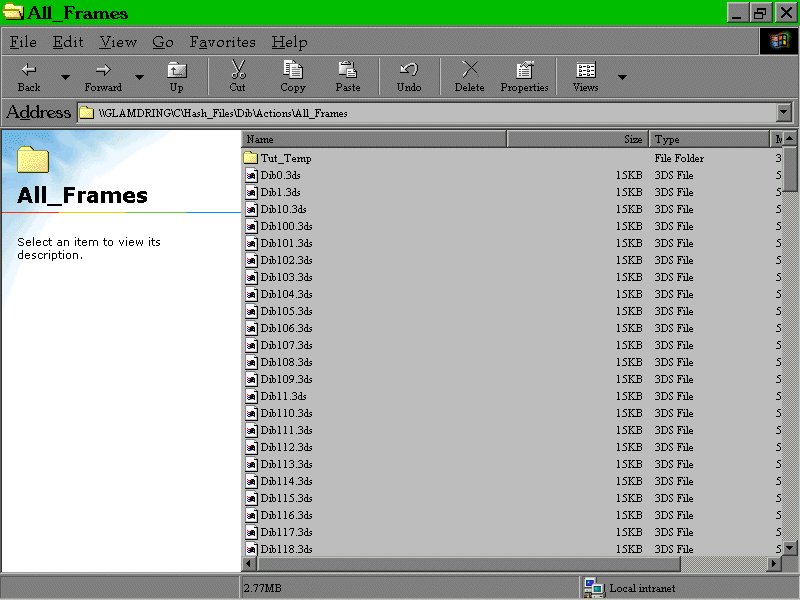 All_Frames
File Edit View Go Favorites Help
Back Forward Up Cut Copy Paste Undo Delete Properties Views
Address \\GLAMDRING\C\Hash_Files\Dib\Actions\All_Frames
All_Frames
Select an item to view its
description.
Name Size Type M
Tut_Temp File Folder 3
Dib0.3ds 15KB 3DS File 5
Dib1.3ds 15KB 3DS File 5
Dib10.3ds 15KB 3DS File 5
Dib100.3ds 15KB 3DS File 5
Dib101.3ds 15KB 3DS File 5
Dib102.3ds 15KB 3DS File 5
Dib103.3ds 15KB 3DS File 5
Dib104.3ds 15KB 3DS File 5
Dib105.3ds 15KB 3DS File 5
Dib106.3ds 15KB 3DS File 5
Dib107.3ds 15KB 3DS File 5
Dib108.3ds 15KB 3DS File 5
Dib109.3ds 15KB 3DS File 5
Dib11.3ds 15KB 3DS File 5
Dib110.3ds 15KB 3DS File 5
Dib111.3ds 15KB 3DS File 5
Dib112.3ds 15KB 3DS File 5
Dib113.3ds 15KB 3DS File 5
Dib114.3ds 15KB 3DS File 5
Dib115.3ds 15KB 3DS File 5
Dib116.3ds 15KB 3DS File 5
Dib117.3ds 15KB 3DS File 5
Dib118.3ds 15KB 3DS File 5
2.77MB Local intranet